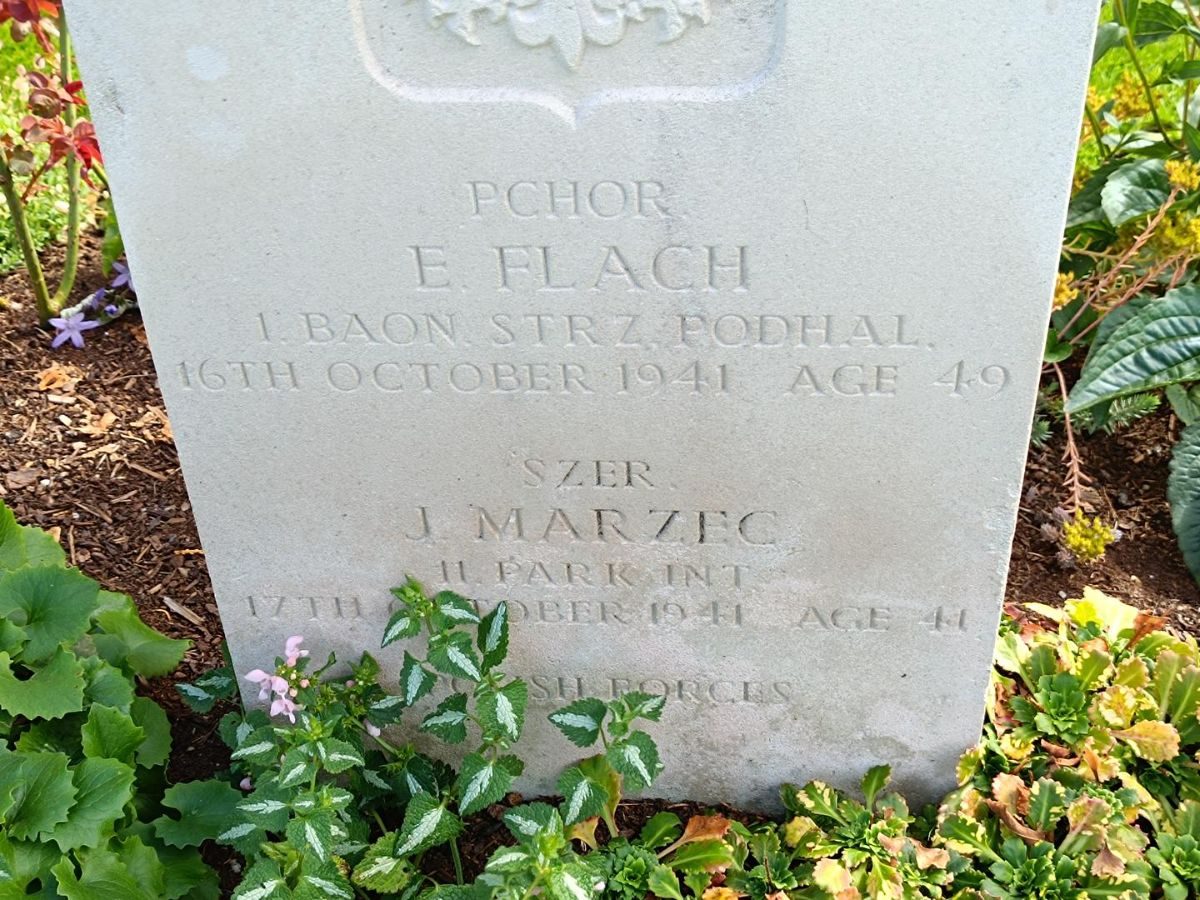 PCHOR.
E FLACH
1. BAON. STRZ. PODHAL.
16TH OCTOBER 1941 AGE 49
SZER.
J. MARZEC
11. PARK INT.
17TH OCTOBER 1941 AGE 41
FORCES